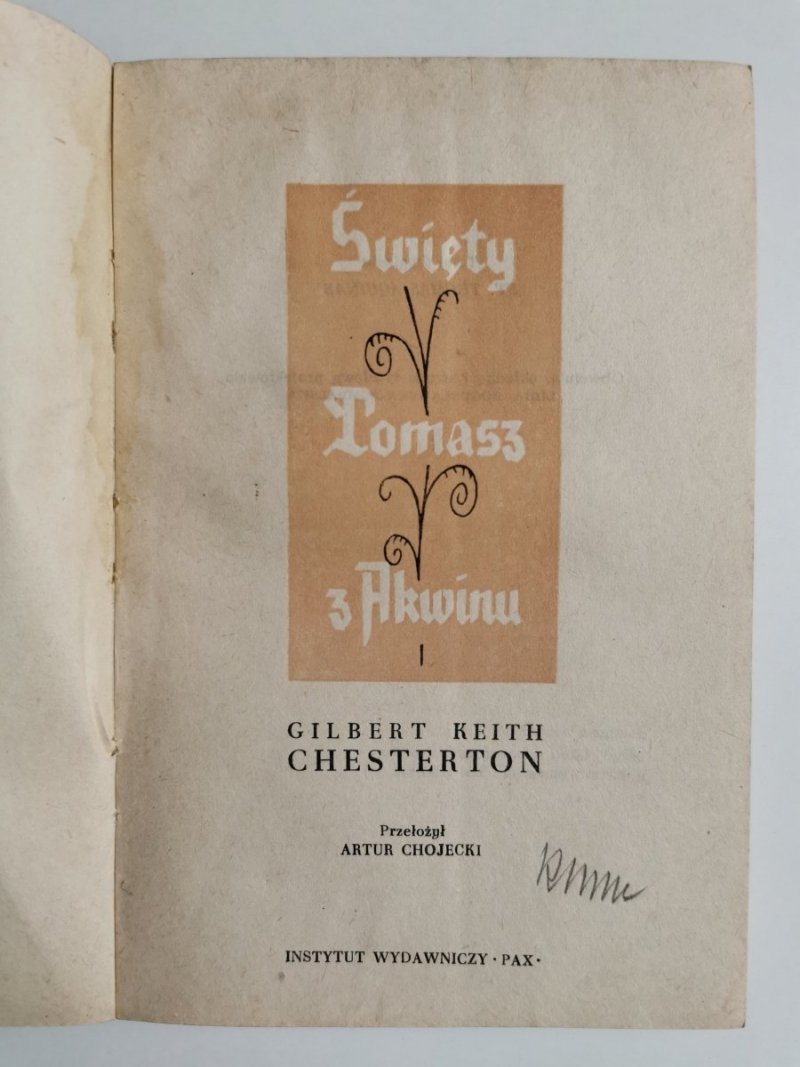 Święty
Tomasz
z Akwinu
GILBERT KEITH
CHESTERTON
Przełożył
ARTUR CHOJECKI
INSTYTUT WYDAWNICZY · PAX ·